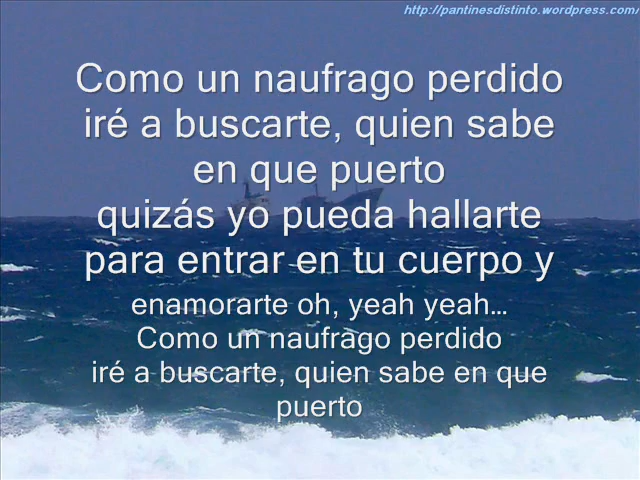 http://pantinesdistinto.wordpress.com/
Como un naufrago perdido
iré a buscarte, quien sabe
en que puerto
quizás yo pueda hallarte
para entrar en tu cuerpo y
enamorarte oh, yeah yeah...
Como un naufrago perdido
iré a buscarte, quien sabe en que
puerto